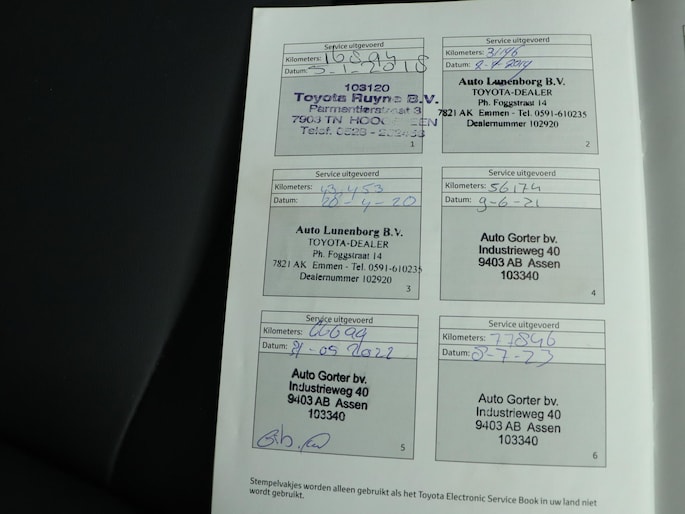 Service uitgevoerd
Kilometers: 16894
Datum: 5-1-2018
103120
Toyota Ruyne B.V.
Parmentierstraat 3
7903 TN HOOGEVEEN
Telef. 0528 -
1
Service uitgevoerd
Kilometers: 31146
Datum: 2-7-2019
Auto Lunenborg B.V.
TOYOTA-DEALER
Ph. Foggstraat 14
7821 AK Emmen - Tel. 0591-610235
Dealernummer 102920
2
Service uitgevoerd
Kilometers: 43.453
Datum: 20-4-20
Auto Lunenborg B.V.
TOYOTA-DEALER
Ph. Foggstraat 14
7821 AK Emmen - Tel. 0591-610235
Dealernummer 102920
3
Service uitgevoerd
Kilometers: 56174
Datum: 9-6-21
Auto Gorter bv.
Industrieweg 40
9403 AB Assen
103340
4
Service uitgevoerd
Kilometers: 66699
Datum: 31-05 2022
Auto Gorter bv.
Industrieweg 40
9403 AB Assen
103340
5
Service uitgevoerd
Kilometers: 77846
Datum: 8-7-23
Auto Gorter bv.
Industrieweg 40
9403 AB Assen
103340
6
Stempelvakjes worden alleen gebruikt als het Toyota Electronic Service Book in uw land niet
wordt gebruikt.